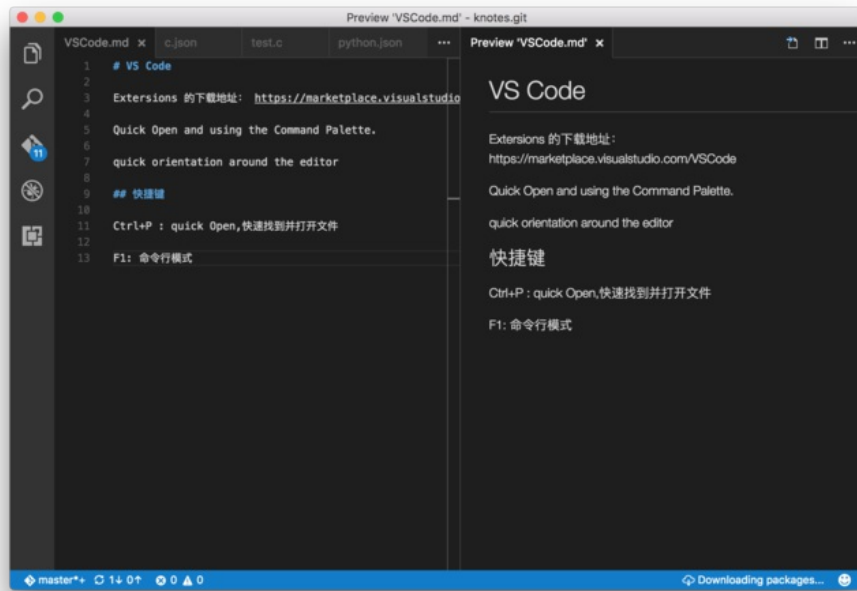 Preview 'VSCode.md' - knotes.git
VSCode.md × c.json test.c python.json ···
Preview 'VSCode.md' × ···
1 # VS Code
2
3 Extersions 的下载地址： https://marketplace.visualstudio
4
5 Quick Open and using the Command Palette.
6
7 quick orientation around the editor
8
9 ## 快捷键
10
11 Ctrl+P : quick Open,快速找到并打开文件
12
13 F1: 命令行模式
VS Code
Extersions 的下载地址：
https://marketplace.visualstudio.com/VSCode
Quick Open and using the Command Palette.
quick orientation around the editor
快捷键
Ctrl+P : quick Open,快速找到并打开文件
F1: 命令行模式
11
master*+ 1↓ 0↑ 0 0
Downloading packages...